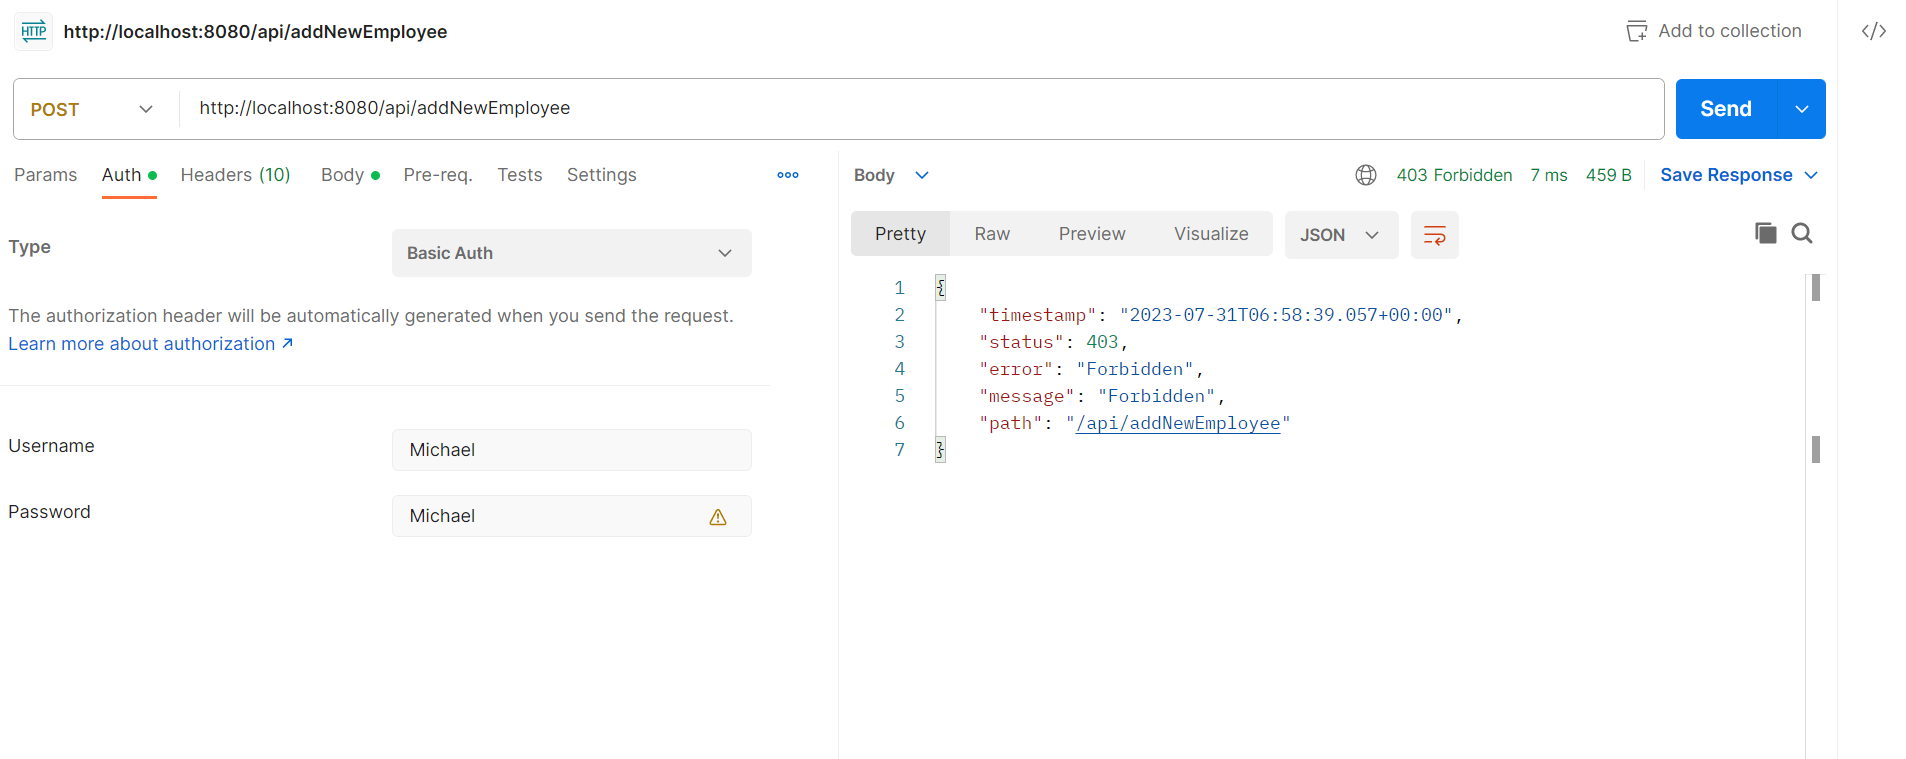 HTTP http://localhost:8080/api/addNewEmployee
Add to collection
</>
POST http://localhost:8080/api/addNewEmployee
Send
Params Auth Headers (10) Body Pre-req. Tests Settings
Type
Basic Auth
The authorization header will be automatically generated when you send the request.
Learn more about authorization ↗
Username
Michael
Password
Michael
Body
403 Forbidden 7 ms 459 B Save Response
Pretty Raw Preview Visualize JSON
1 {
2 "timestamp": "2023-07-31T06:58:39.057+00:00",
3 "status": 403,
4 "error": "Forbidden",
5 "message": "Forbidden",
6 "path": "/api/addNewEmployee"
7 }